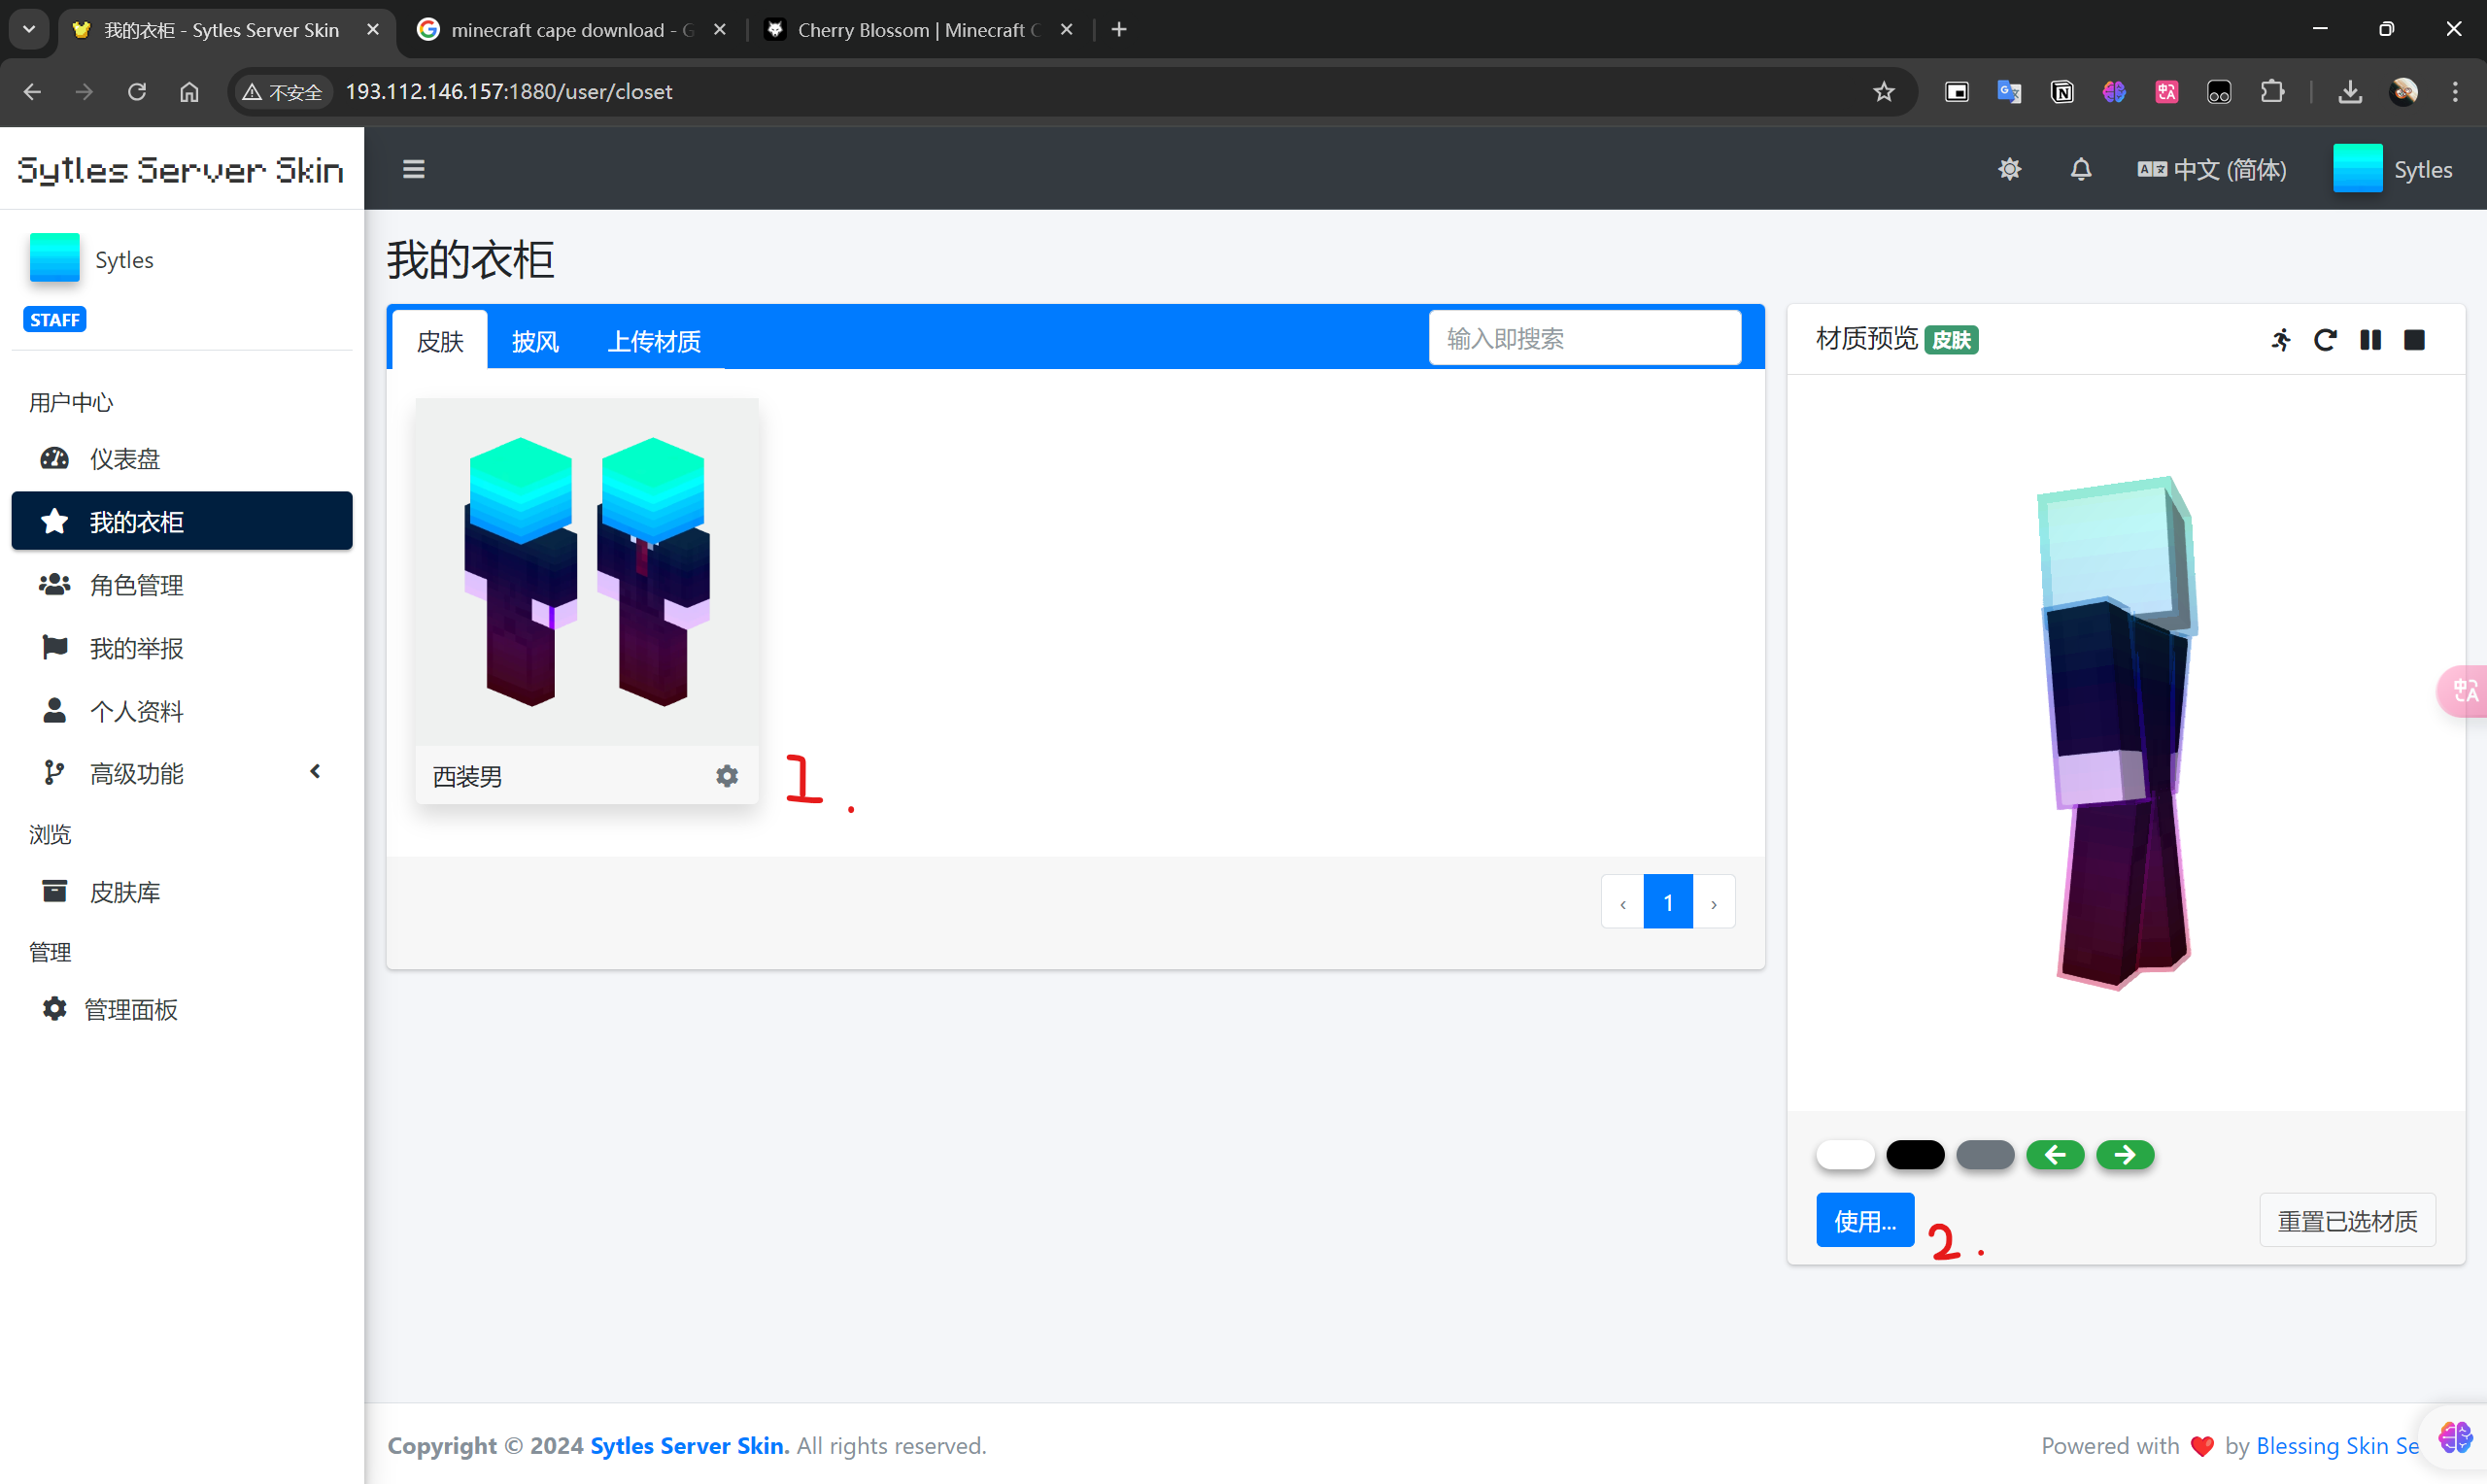 我的衣柜 - Sytles Server Skin
minecraft cape download - G
Cherry Blossom | Minecraft C
不安全
193.112.146.157:1880/user/closet
Sytles Server Skin
中文 (简体)
Sytles
Sytles
STAFF
用户中心
仪表盘
我的衣柜
角色管理
我的举报
个人资料
高级功能
浏览
皮肤库
管理
管理面板
我的衣柜
皮肤
披风
上传材质
输入即搜索
西装男
1.
‹ 1 ›
材质预览 皮肤
使用...
2.
重置已选材质
Copyright © 2024 Sytles Server Skin. All rights reserved.
Powered with ❤ by Blessing Skin Se